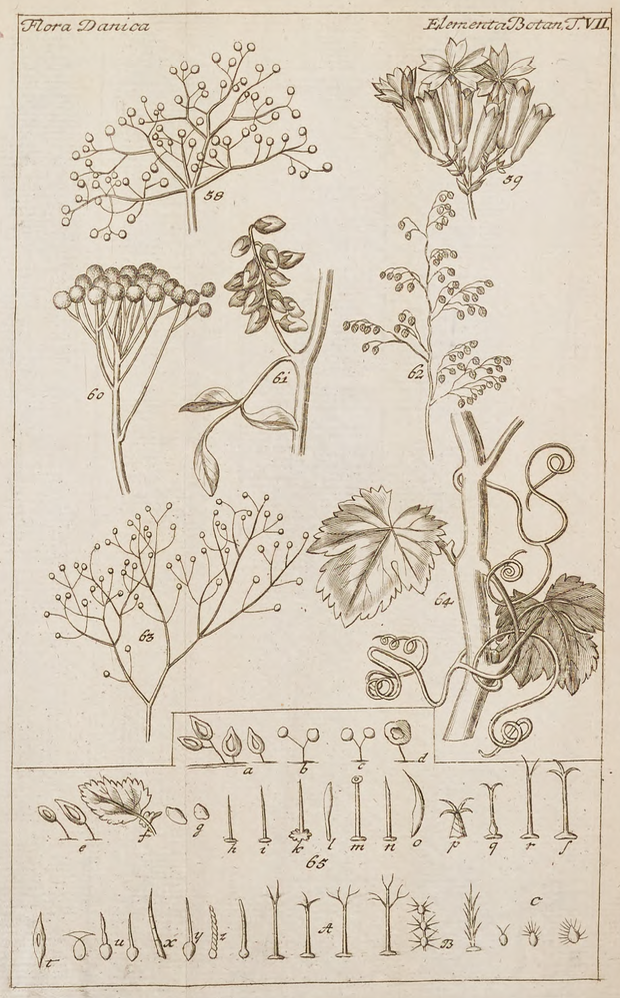 Flora Danica
Elementa Botan. T. VII.
58
59
60
61
62
63
64
a b c d
e f g h i k l m n o p q r s
65
t u x y z A B C